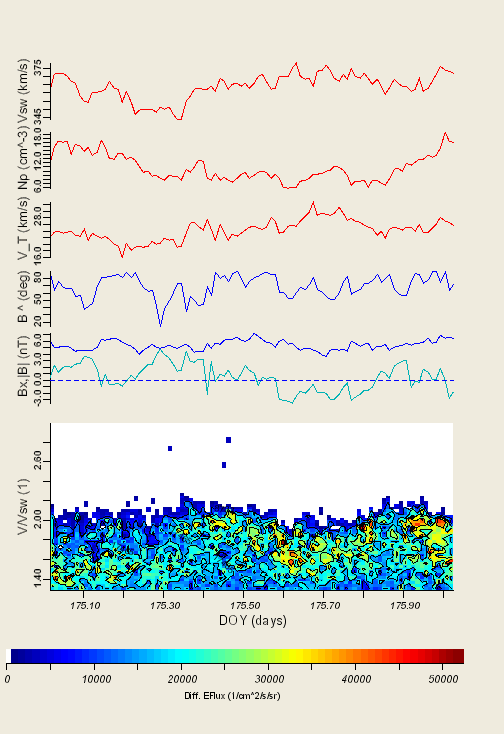 Vsw (km/s)
375
345
Np (cm^-3)
18.0
12.0
6.0
V_T (km/s)
28.0
16.0
B ^ (deg)
80
50
20
Bx,|B| (nT)
6.0
3.0
0.0
-3.0
V/Vsw (1)
2.60
2.00
1.40
175.10 175.30 175.50 175.70 175.90
DOY (days)
0 10000 20000 30000 40000 50000
Diff. EFlux (1/cm^2/s/sr)